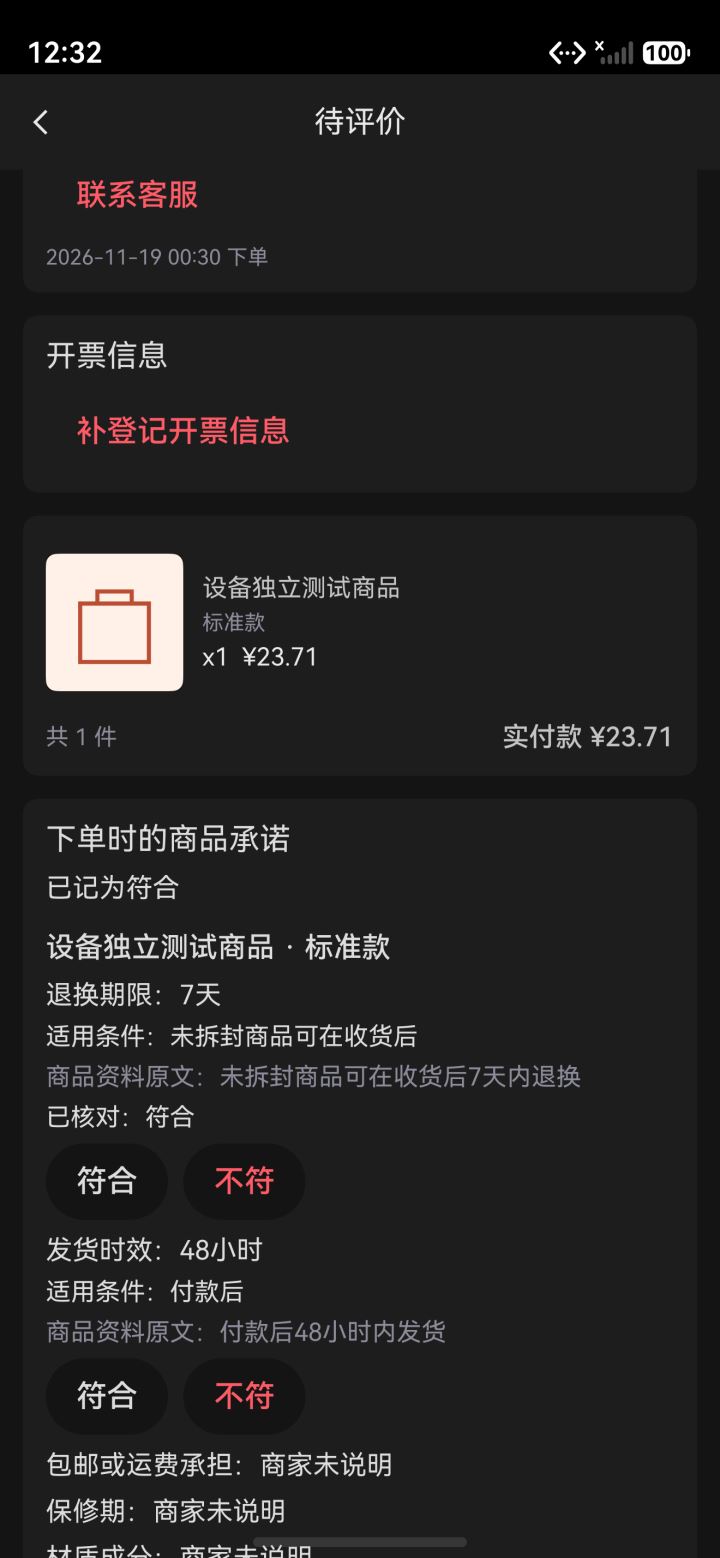 12:32
100
待评价
联系客服
2026-11-19 00:30 下单
开票信息
补登记开票信息
设备独立测试商品
标准款
x1 ¥23.71
共 1 件
实付款 ¥23.71
下单时的商品承诺
已记为符合
设备独立测试商品 · 标准款
退换期限：7天
适用条件：未拆封商品可在收货后
商品资料原文：未拆封商品可在收货后7天内退换
已核对：符合
符合
不符
发货时效：48小时
适用条件：付款后
商品资料原文：付款后48小时内发货
符合
不符
包邮或运费承担：商家未说明
保修期：商家未说明
材质成分：商家未说明